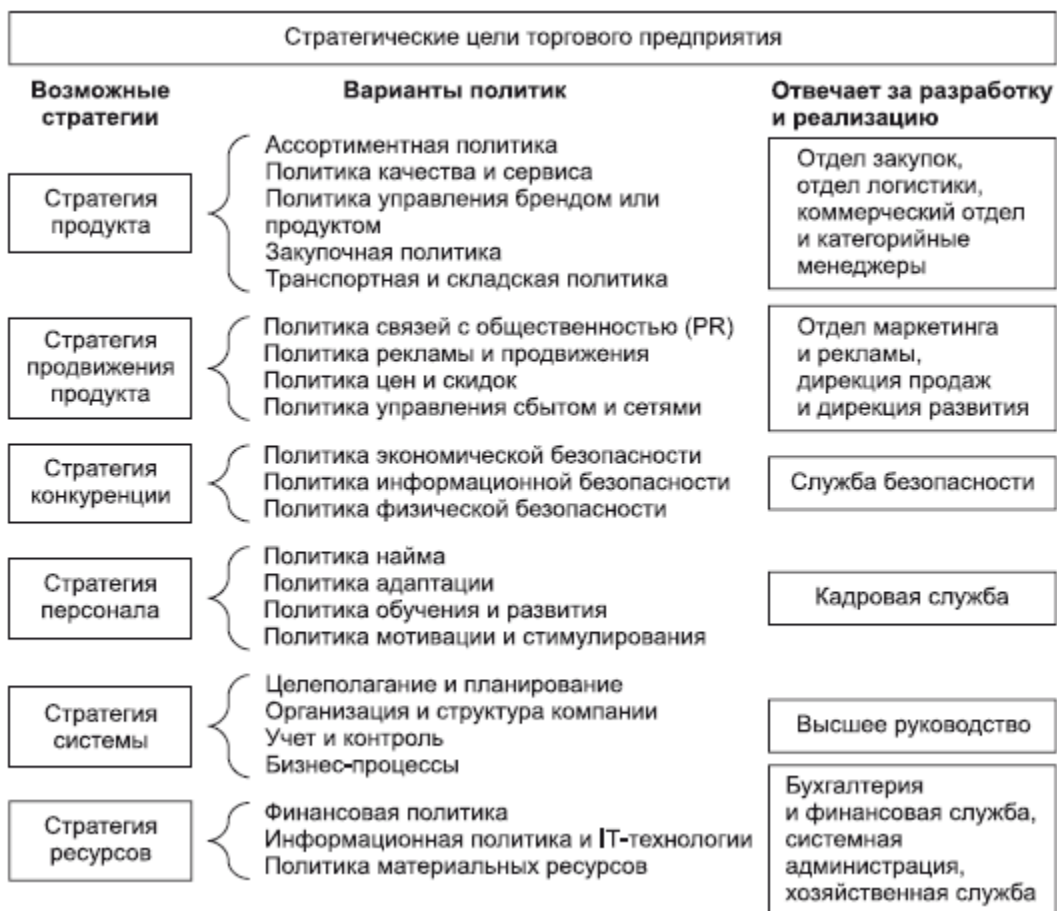 Стратегические цели торгового предприятия
Возможные
стратегии
Варианты политик
Отвечает за разработку
и реализацию
Стратегия
продукта
Ассортиментная политика
Политика качества и сервиса
Политика управления брендом или
продуктом
Закупочная политика
Транспортная и складская политика
Отдел закупок,
отдел логистики,
коммерческий отдел
и категорийные
менеджеры
Стратегия
продвижения
продукта
Политика связей с общественностью (PR)
Политика рекламы и продвижения
Политика цен и скидок
Политика управления сбытом и сетями
Отдел маркетинга
и рекламы,
дирекция продаж
и дирекция развития
Стратегия
конкуренции
Политика экономической безопасности
Политика информационной безопасности
Политика физической безопасности
Служба безопасности
Стратегия
персонала
Политика найма
Политика адаптации
Политика обучения и развития
Политика мотивации и стимулирования
Кадровая служба
Стратегия
системы
Целеполагание и планирование
Организация и структура компании
Учет и контроль
Бизнес-процессы
Высшее руководство
Стратегия
ресурсов
Финансовая политика
Информационная политика и IT-технологии
Политика материальных ресурсов
Бухгалтерия
и финансовая служба,
системная
администрация,
хозяйственная служба